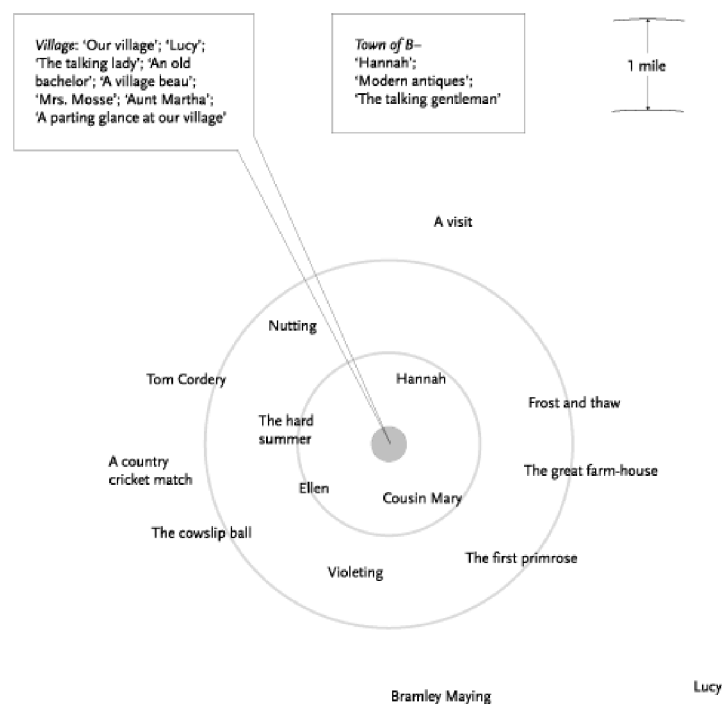 Village: ‘Our village’; ‘Lucy’;
‘The talking lady’; ‘An old
bachelor’; ‘A village beau’;
‘Mrs. Mosse’; ‘Aunt Martha’;
‘A parting glance at our village’
Town of B–
‘Hannah’;
‘Modern antiques’;
‘The talking gentleman’
1 mile
A visit
Nutting
Tom Cordery
Hannah
Frost and thaw
The hard
summer
A country
cricket match
The great farm-house
Ellen
Cousin Mary
The cowslip ball
The first primrose
Violeting
Lucy
Bramley Maying